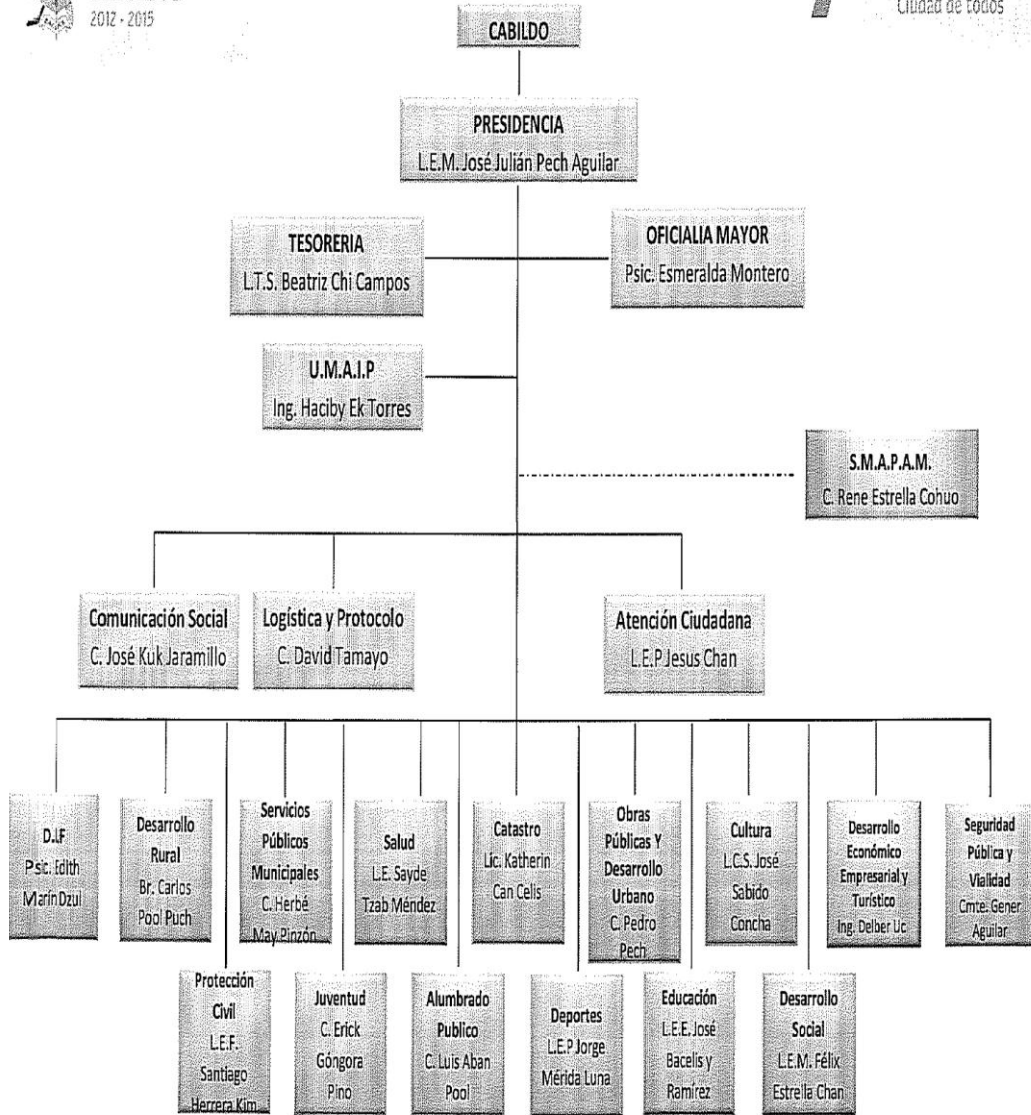 2012 - 2015
Ciudad de todos
CABILDO
PRESIDENCIA
L.E.M. José Julián Pech Aguilar
TESORERIA
L.T.S. Beatriz Chi Campos
OFICIALIA MAYOR
Psic. Esmeralda Montero
U.M.A.I.P
Ing. Haciby Ek Torres
S.M.A.P.A.M.
C. Rene Estrella Cohuo
Comunicación Social
C. José Kuk Jaramillo
Logística y Protocolo
C. David Tamayo
Atención Ciudadana
L.E.P Jesus Chan
D.I.F
Psic. Edith
Marín Dzul
Desarrollo
Rural
Br. Carlos
Pool Puch
Servicios
Públicos
Municipales
C. Herbé
May Pinzón
Salud
L.E. Sayde
Tzab Méndez
Catastro
Lic. Katherin
Can Celis
Obras
Públicas Y
Desarrollo
Urbano
C. Pedro
Pech
Cultura
L.C.S. José
Sabido
Concha
Desarrollo
Económico
Empresarial y
Turístico
Ing. Delber Uc
Seguridad
Pública y
Vialidad
Cmte. Gener
Aguilar
Protección
Civil
L.E.F.
Santiago
Herrera Kim
Juventud
C. Erick
Góngora
Pino
Alumbrado
Publico
C. Luis Aban
Pool
Deportes
L.E.P Jorge
Mérida Luna
Educación
L.E.E. José
Bacelis y
Ramírez
Desarrollo
Social
L.E.M. Félix
Estrella Chan